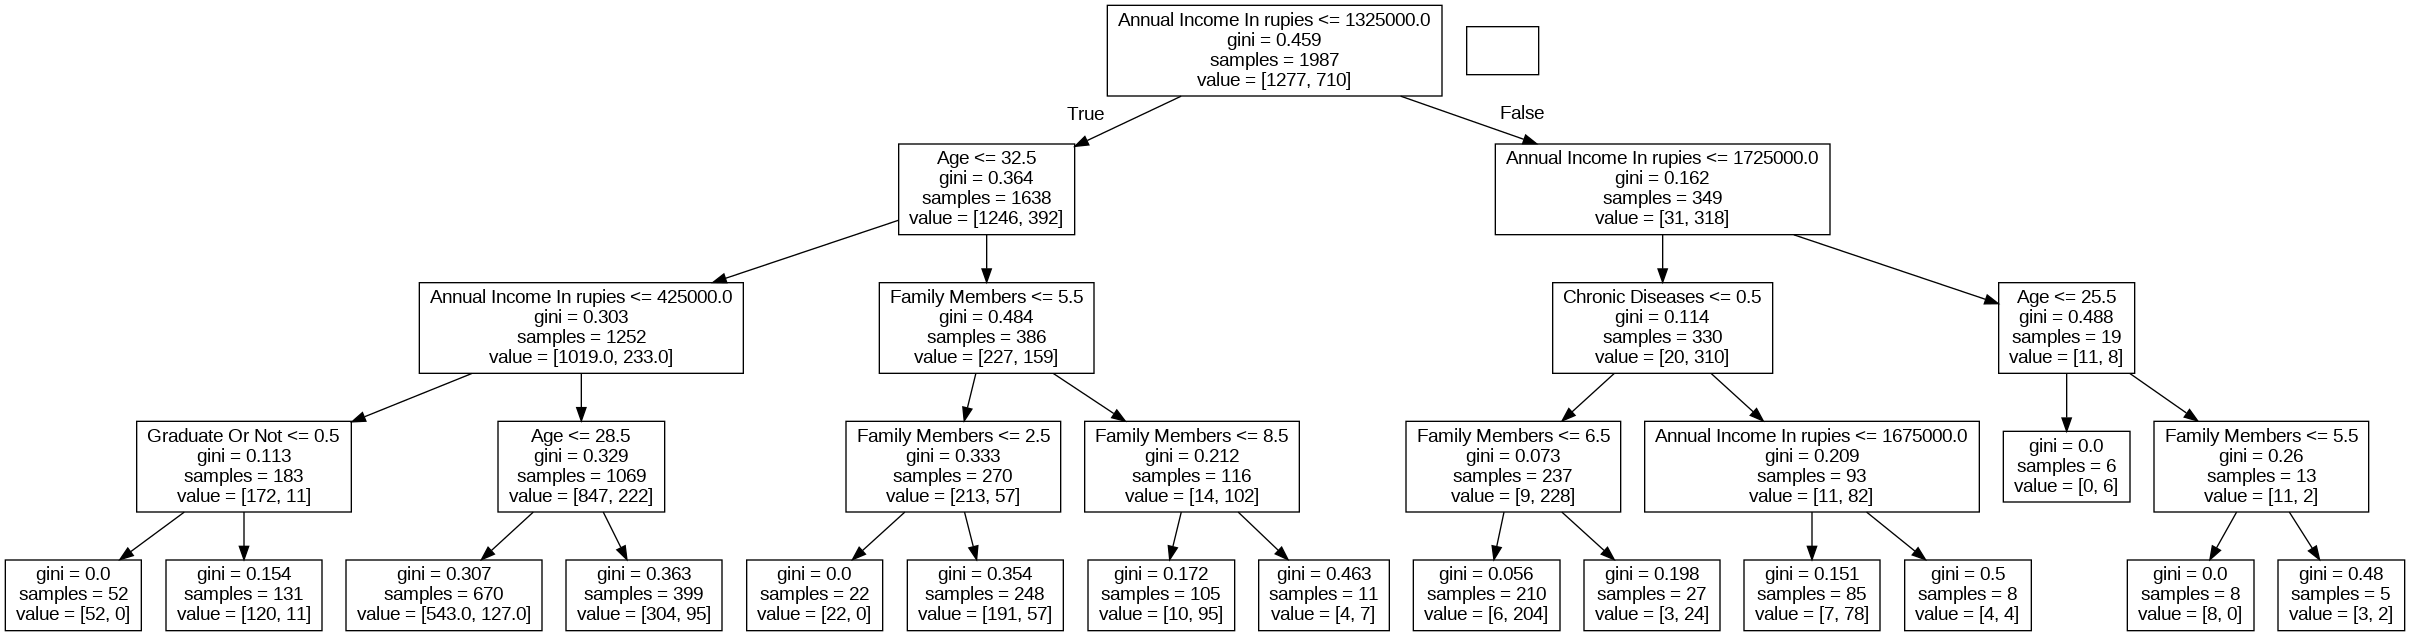 Annual Income In rupies <= 1325000.0
gini = 0.459
samples = 1987
value = [1277, 710]
True
False
Age <= 32.5
gini = 0.364
samples = 1638
value = [1246, 392]
Annual Income In rupies <= 1725000.0
gini = 0.162
samples = 349
value = [31, 318]
Annual Income In rupies <= 425000.0
gini = 0.303
samples = 1252
value = [1019.0, 233.0]
Family Members <= 5.5
gini = 0.484
samples = 386
value = [227, 159]
Chronic Diseases <= 0.5
gini = 0.114
samples = 330
value = [20, 310]
Age <= 25.5
gini = 0.488
samples = 19
value = [11, 8]
Graduate Or Not <= 0.5
gini = 0.113
samples = 183
value = [172, 11]
Age <= 28.5
gini = 0.329
samples = 1069
value = [847, 222]
Family Members <= 2.5
gini = 0.333
samples = 270
value = [213, 57]
Family Members <= 8.5
gini = 0.212
samples = 116
value = [14, 102]
Family Members <= 6.5
gini = 0.073
samples = 237
value = [9, 228]
Annual Income In rupies <= 1675000.0
gini = 0.209
samples = 93
value = [11, 82]
gini = 0.0
samples = 6
value = [0, 6]
Family Members <= 5.5
gini = 0.26
samples = 13
value = [11, 2]
gini = 0.0
samples = 52
value = [52, 0]
gini = 0.154
samples = 131
value = [120, 11]
gini = 0.307
samples = 670
value = [543.0, 127.0]
gini = 0.363
samples = 399
value = [304, 95]
gini = 0.0
samples = 22
value = [22, 0]
gini = 0.354
samples = 248
value = [191, 57]
gini = 0.172
samples = 105
value = [10, 95]
gini = 0.463
samples = 11
value = [4, 7]
gini = 0.056
samples = 210
value = [6, 204]
gini = 0.198
samples = 27
value = [3, 24]
gini = 0.151
samples = 85
value = [7, 78]
gini = 0.5
samples = 8
value = [4, 4]
gini = 0.0
samples = 8
value = [8, 0]
gini = 0.48
samples = 5
value = [3, 2]